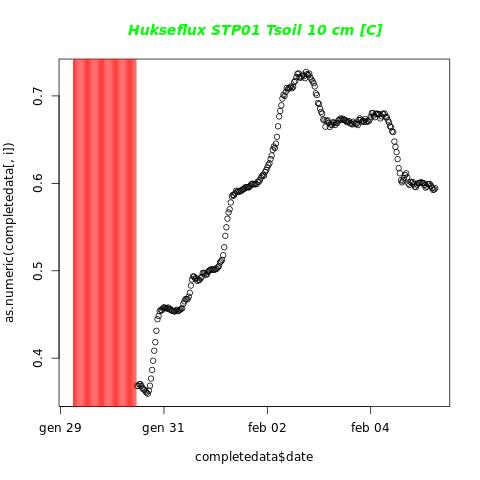 Hukseflux STP01 Tsoil 10 cm [C]
as.numeric(completedata[, i])
0.7
0.6
0.5
0.4
gen 29 gen 31 feb 02 feb 04
completedata$date